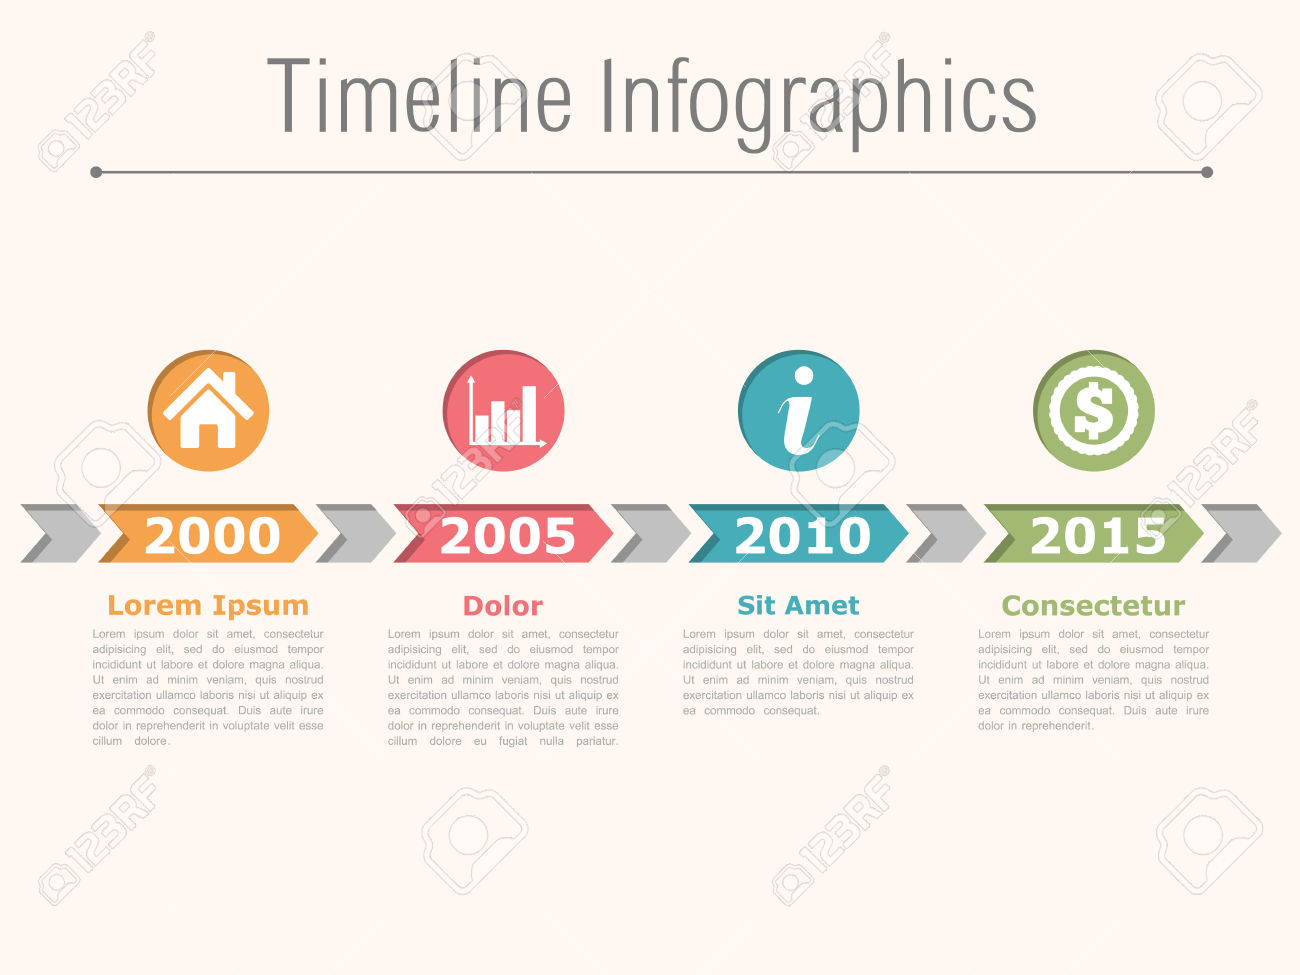 Timeline Infographics
2000
2005
2010
2015
Lorem Ipsum
Lorem ipsum dolor sit amet, consectetur
adipisicing elit, sed do eiusmod tempor
incididunt ut labore et dolore magna aliqua.
Ut enim ad minim veniam, quis nostrud
exercitation ullamco laboris nisi ut aliquip ex
ea commodo consequat. Duis aute irure
dolor in reprehenderit in voluptate velit esse
cillum dolore.
Dolor
Lorem ipsum dolor sit amet, consectetur
adipisicing elit, sed do eiusmod tempor
incididunt ut labore et dolore magna aliqua.
Ut enim ad minim veniam, quis nostrud
exercitation ullamco laboris nisi ut aliquip ex
ea commodo consequat. Duis aute irure
dolor in reprehenderit in voluptate velit esse
cillum dolore eu fugiat nulla pariatur.
Sit Amet
Lorem ipsum dolor sit amet, consectetur
adipisicing elit, sed do eiusmod tempor
incididunt ut labore et dolore magna aliqua.
Ut enim ad minim veniam, quis nostrud
exercitation ullamco laboris nisi ut aliquip ex
ea commodo consequat.
Consectetur
Lorem ipsum dolor sit amet, consectetur
adipisicing elit, sed do eiusmod tempor
incididunt ut labore et dolore magna aliqua.
Ut enim ad minim veniam, quis nostrud
exercitation ullamco laboris nisi ut aliquip ex
ea commodo consequat. Duis aute irure
dolor in reprehenderit.
123RF
123RF
123RF
123RF
123RF
123RF